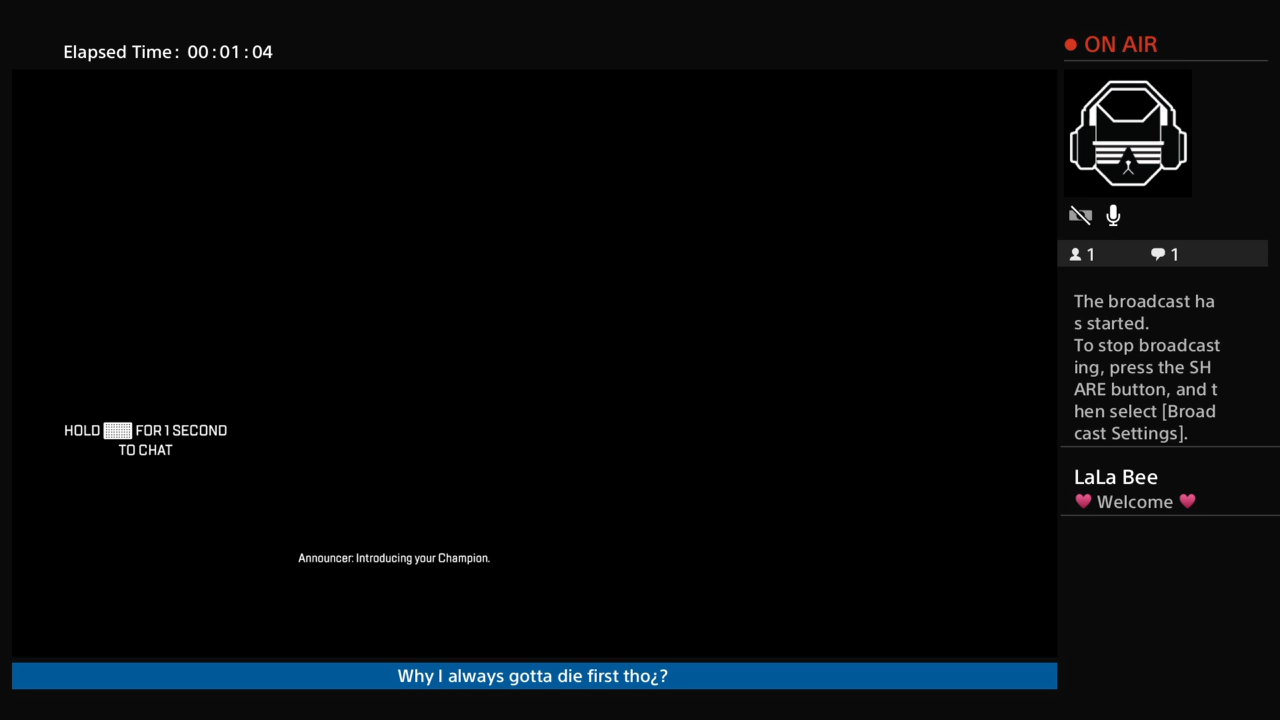 Elapsed Time: 00:01:04
ON AIR
1 1
The broadcast ha
s started.
To stop broadcast
ing, press the SH
ARE button, and t
hen select [Broad
cast Settings].
LaLa Bee
Welcome
HOLD FOR 1 SECOND
TO CHAT
Announcer: Introducing your Champion.
Why I always gotta die first tho¿?